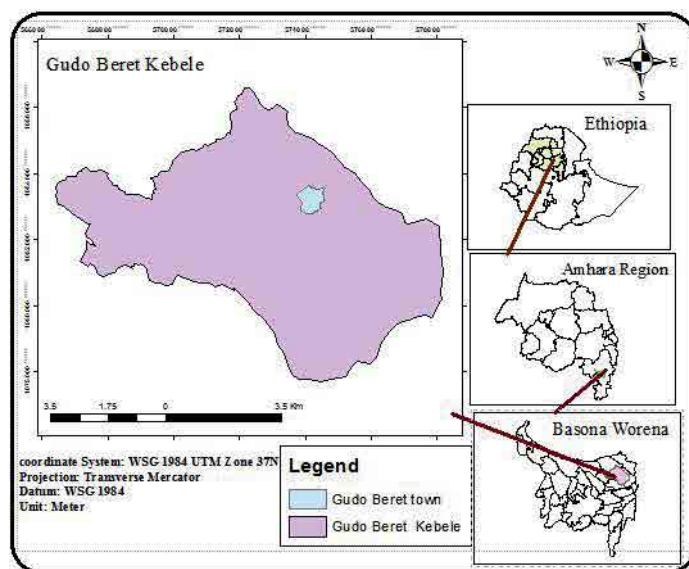 Gudo Beret Kebele
N
W E
S
Ethiopia
Amhara Region
Basona Worena
3.5 1.75 0 3.5 Km
coordinate System: WSG 1984 UTM Zone 37N
Projection: Transverse Mercator
Datum: WSG 1984
Unit: Meter
Legend
Gudo Beret town
Gudo Beret Kebele